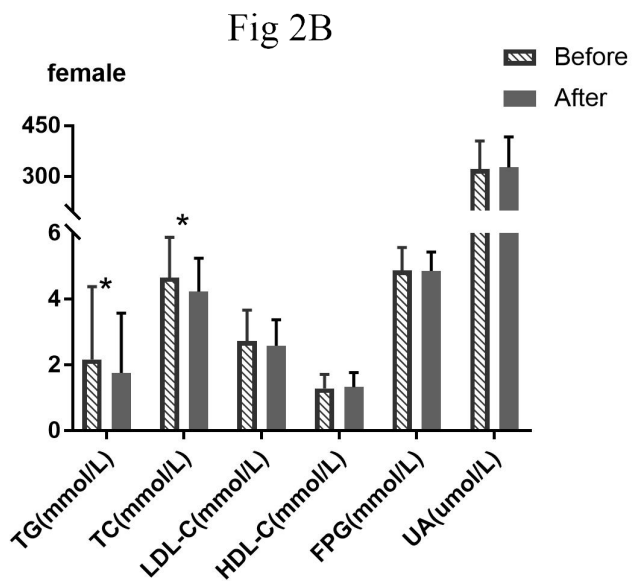 Fig 2B
female
Before
After
450
300
6
4
2
0
*
*
TG(mmol/L)
TC(mmol/L)
LDL-C(mmol/L)
HDL-C(mmol/L)
FPG(mmol/L)
UA(umol/L)